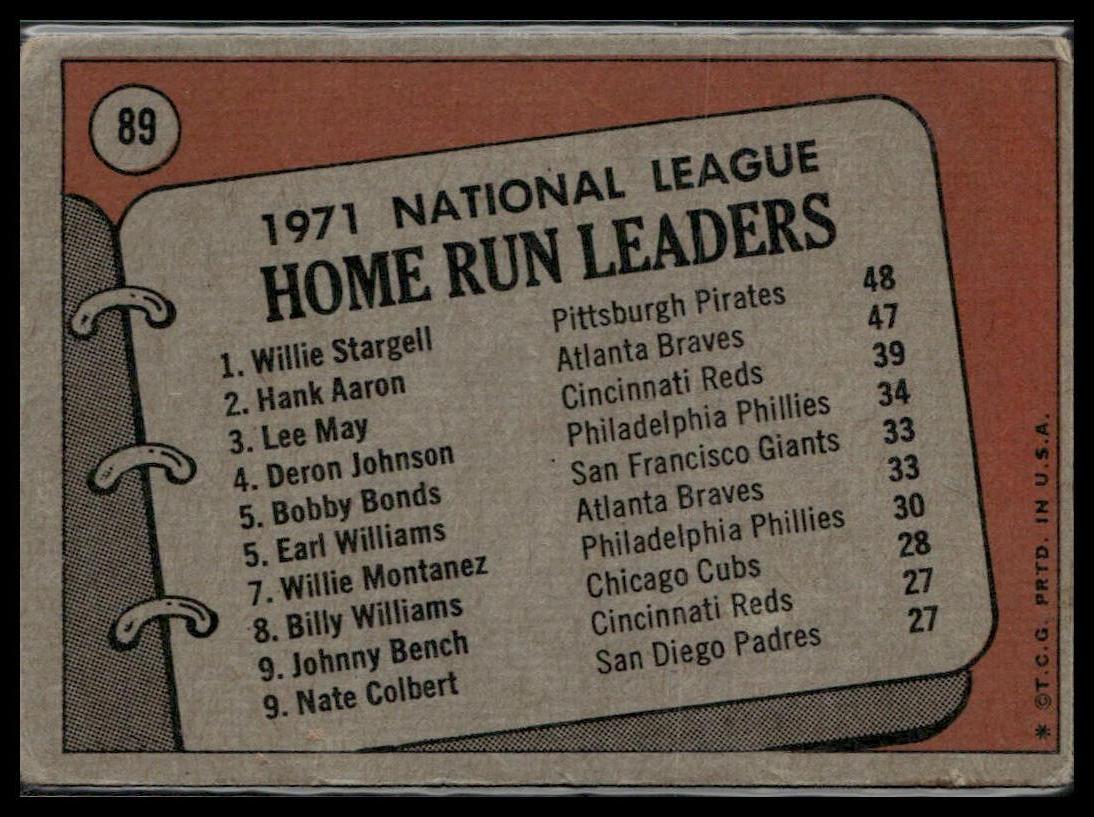 89
1971 NATIONAL LEAGUE
HOME RUN LEADERS
1. Willie Stargell Pittsburgh Pirates 48
2. Hank Aaron Atlanta Braves 47
3. Lee May Cincinnati Reds 39
4. Deron Johnson Philadelphia Phillies 34
5. Bobby Bonds San Francisco Giants 33
5. Earl Williams Atlanta Braves 33
7. Willie Montanez Philadelphia Phillies 30
8. Billy Williams Chicago Cubs 28
9. Johnny Bench Cincinnati Reds 27
9. Nate Colbert San Diego Padres 27
* ©T.C.G. PRTD. IN U.S.A.